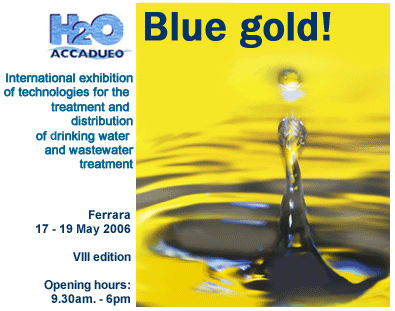 H2O
ACCADUEO
Blue gold!
International exhibition
of technologies for the
treatment and
distribution
of drinking water
and wastewater
treatment
Ferrara
17 - 19 May 2006
VIII edition
Opening hours:
9.30am. - 6pm